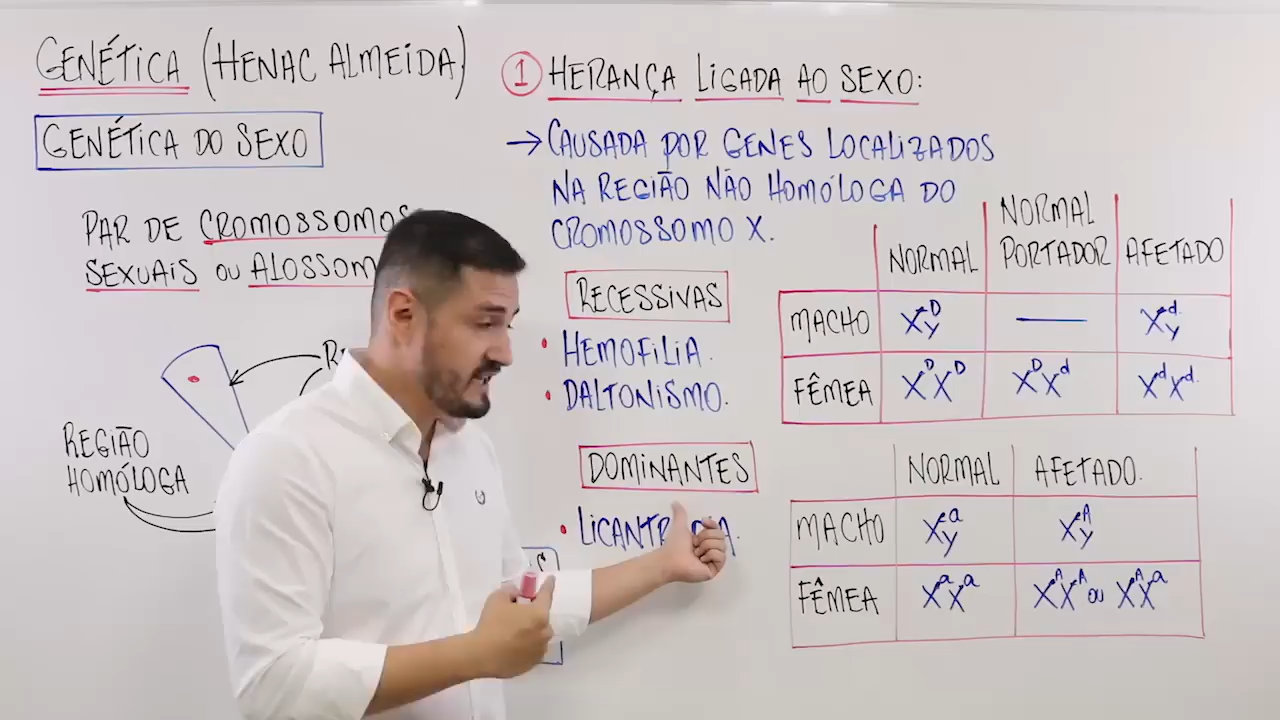 GENÉTICA (HENAC ALMEIDA)
GENÉTICA DO SEXO
PAR DE CROMOSSOMOS
SEXUAIS OU ALOSSOM
REGIÃO
HOMÓLOGA
1 HERANÇA LIGADA AO SEXO:
→ CAUSADA POR GENES LOCALIZADOS
NA REGIÃO NÃO HOMÓLOGA DO
CROMOSSOMO X.
RECESSIVAS
• HEMOFILIA.
• DALTONISMO.
DOMINANTES
NORMAL NORMAL PORTADOR AFETADO
MACHO XᴰY — XᵈY
FÊMEA XᴰXᴰ XᴰXᵈ XᵈXᵈ
NORMAL AFETADO.
MACHO XᵃY XᴬY
FÊMEA XᵃXᵃ XᴬXᴬ OU XᴬXᵃ